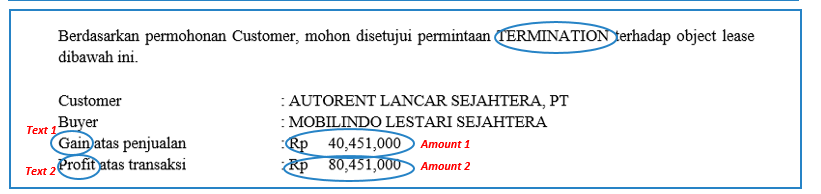 Berdasarkan permohonan Customer, mohon disetujui permintaan TERMINATION terhadap object lease
dibawah ini.
Customer : AUTORENT LANCAR SEJAHTERA, PT
Buyer : MOBILINDO LESTARI SEJAHTERA
Text 1
Gain atas penjualan : Rp 40,451,000 Amount 1
Text 2 Profit atas transaksi : Rp 80,451,000 Amount 2